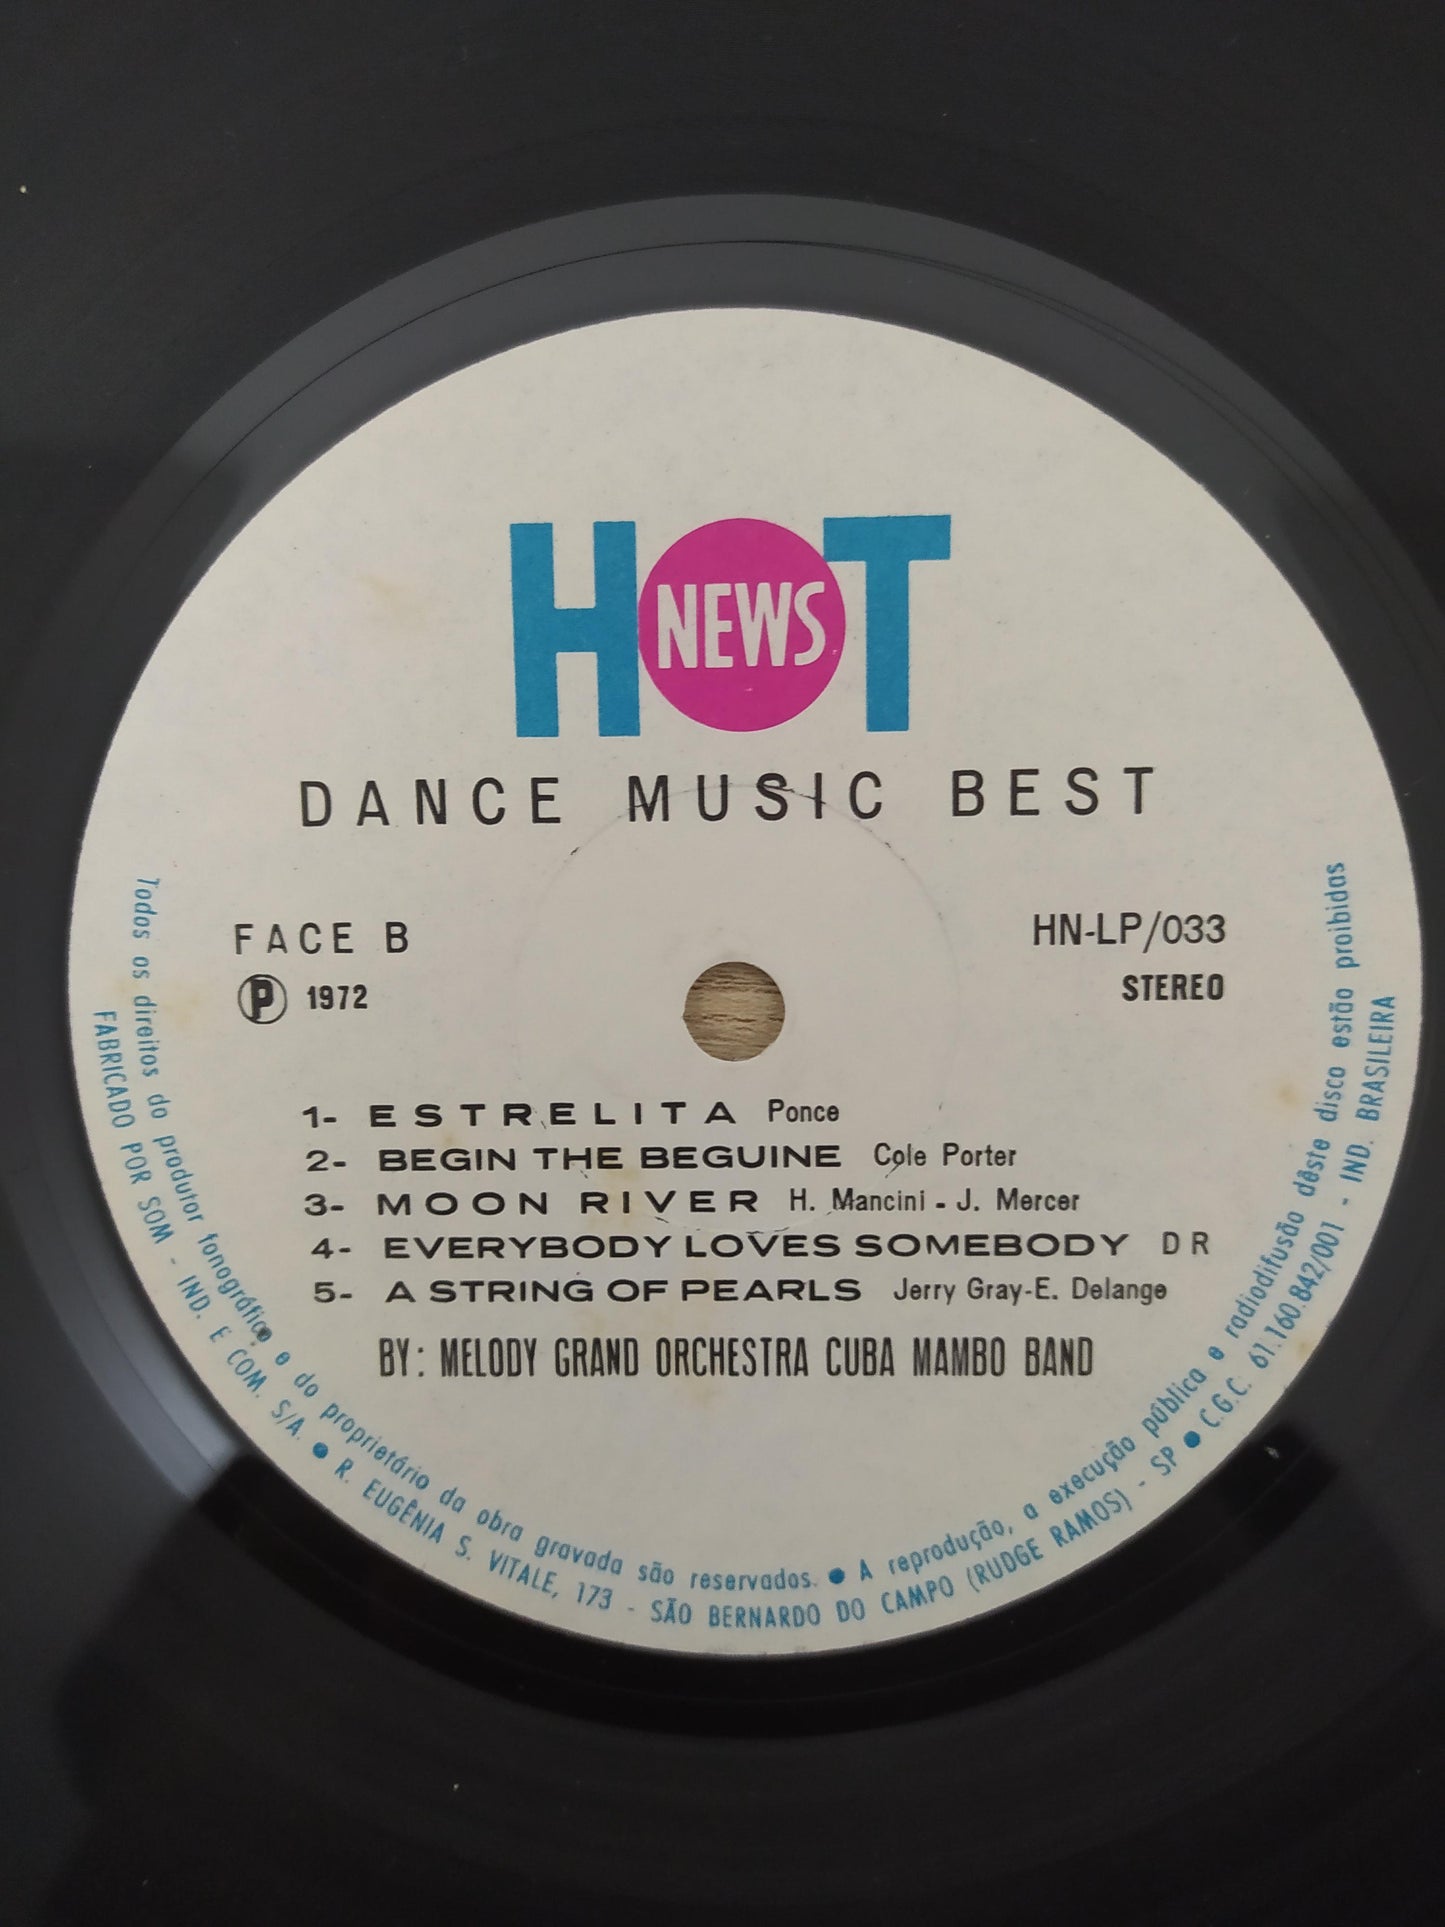 HOT
NEWS
DANCE MUSIC BEST
FACE B
HN-LP/033
P 1972
STEREO
1- ESTRELITA Ponce
2- BEGIN THE BEGUINE Cole Porter
3- MOON RIVER H. Mancini - J. Mercer
4- EVERYBODY LOVES SOMEBODY D R
5- A STRING OF PEARLS Jerry Gray-E. Delange
BY: MELODY GRAND ORCHESTRA CUBA MAMBO BAND
Todos os direitos do produtor fonográfico e do proprietário da obra gravada são reservados. ● A reprodução, a execução pública e radiodifusão dêste disco estão proibidas
FABRICADO POR SOM - IND. E COM. S/A. ● R. EUGÊNIA S. VITALE, 173 - SÃO BERNARDO DO CAMPO (RUDGE RAMOS) - SP ● C.G.C. 61.160.842/001 - IND. BRASILEIRA